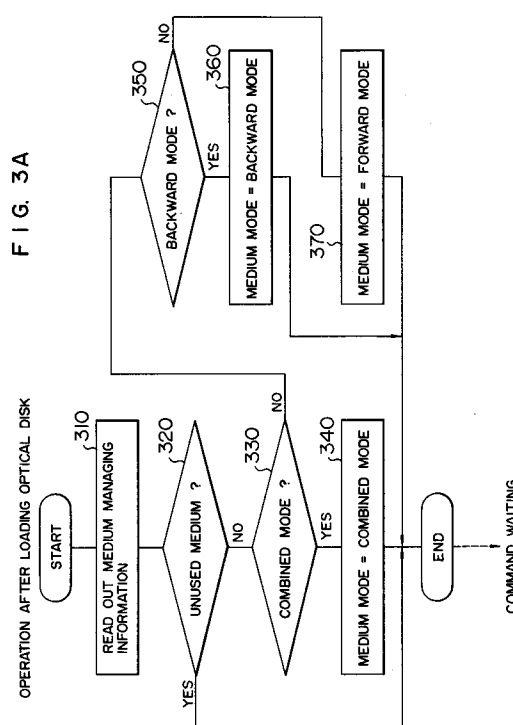 FIG. 3A
OPERATION AFTER LOADING OPTICAL DISK
START
310
READ OUT MEDIUM MANAGING
INFORMATION
320
UNUSED MEDIUM ?
YES
NO
330
COMBINED MODE ?
NO
YES
340
MEDIUM MODE = COMBINED MODE
END
COMMAND WAITING
350
BACKWARD MODE ?
NO
YES
360
MEDIUM MODE = BACKWARD MODE
370
MEDIUM MODE = FORWARD MODE